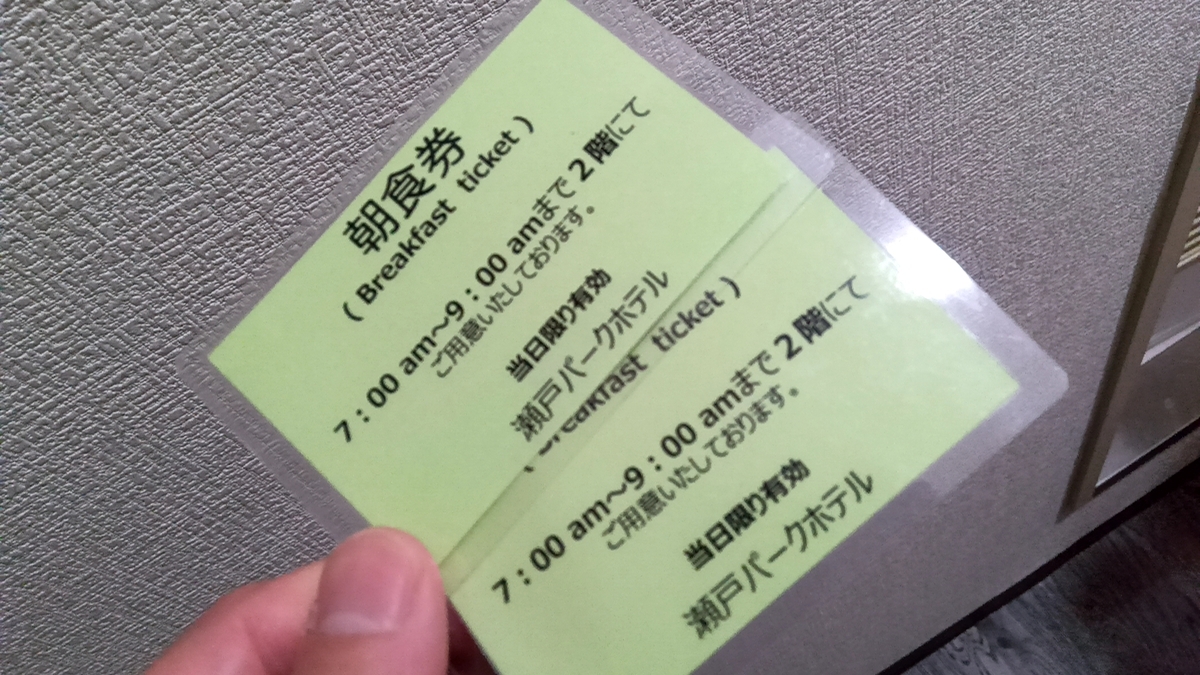 朝食券
( Breakfast ticket )
7：00 am～9：00 amまで 2 階にて
ご用意いたしております。
当日限り有効
瀬戸パークホテル
( Breakfast ticket )
7：00 am～9：00 amまで 2 階にて
ご用意いたしております。
当日限り有効
瀬戸パークホテル